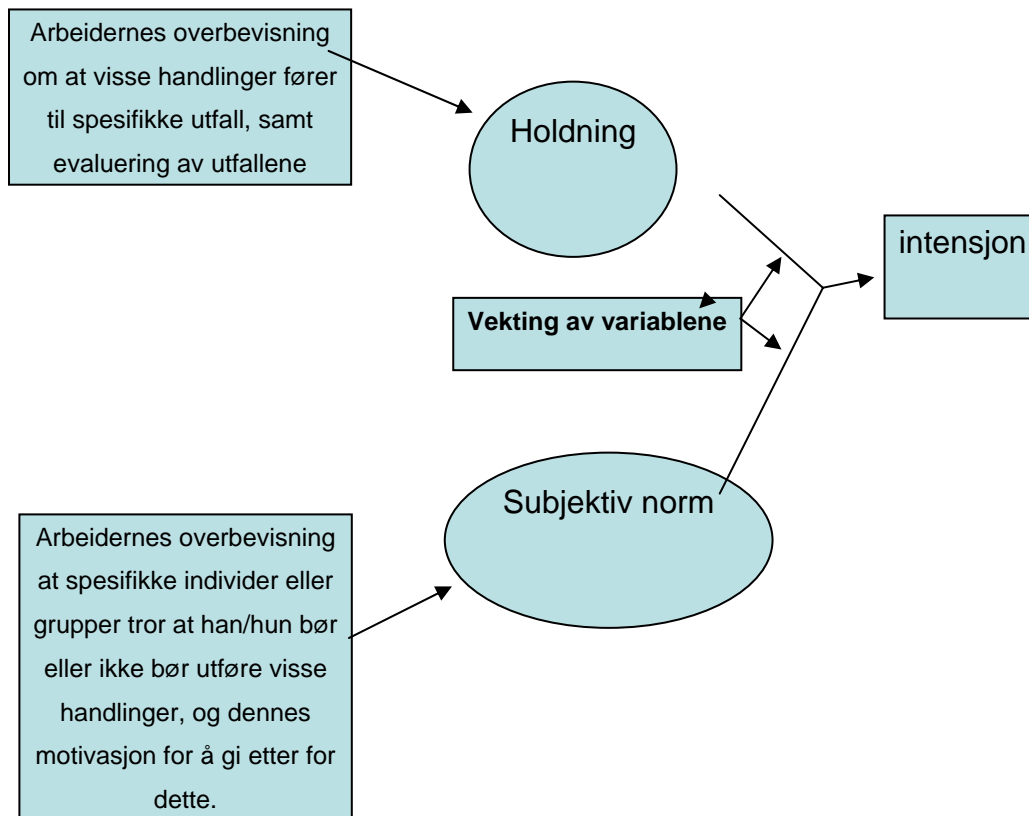 Arbeidernes overbevisning
om at visse handlinger fører
til spesifikke utfall, samt
evaluering av utfallene
Holdning
intensjon
Vekting av variablene
Subjektiv norm
Arbeidernes overbevisning
at spesifikke individer eller
grupper tror at han/hun bør
eller ikke bør utføre visse
handlinger, og dennes
motivasjon for å gi etter for
dette.